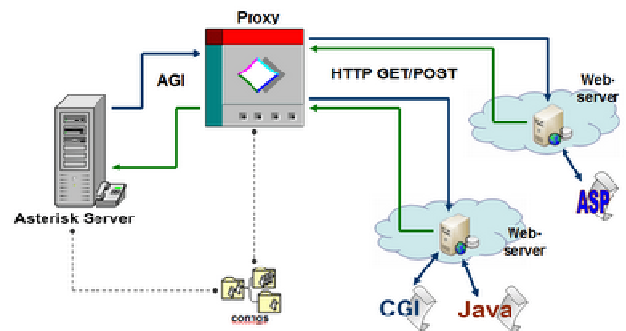 Proxy
AGI
HTTP GET/POST
Web-
server
ASP
Asterisk Server
Web-
server
configs
CGI
Java